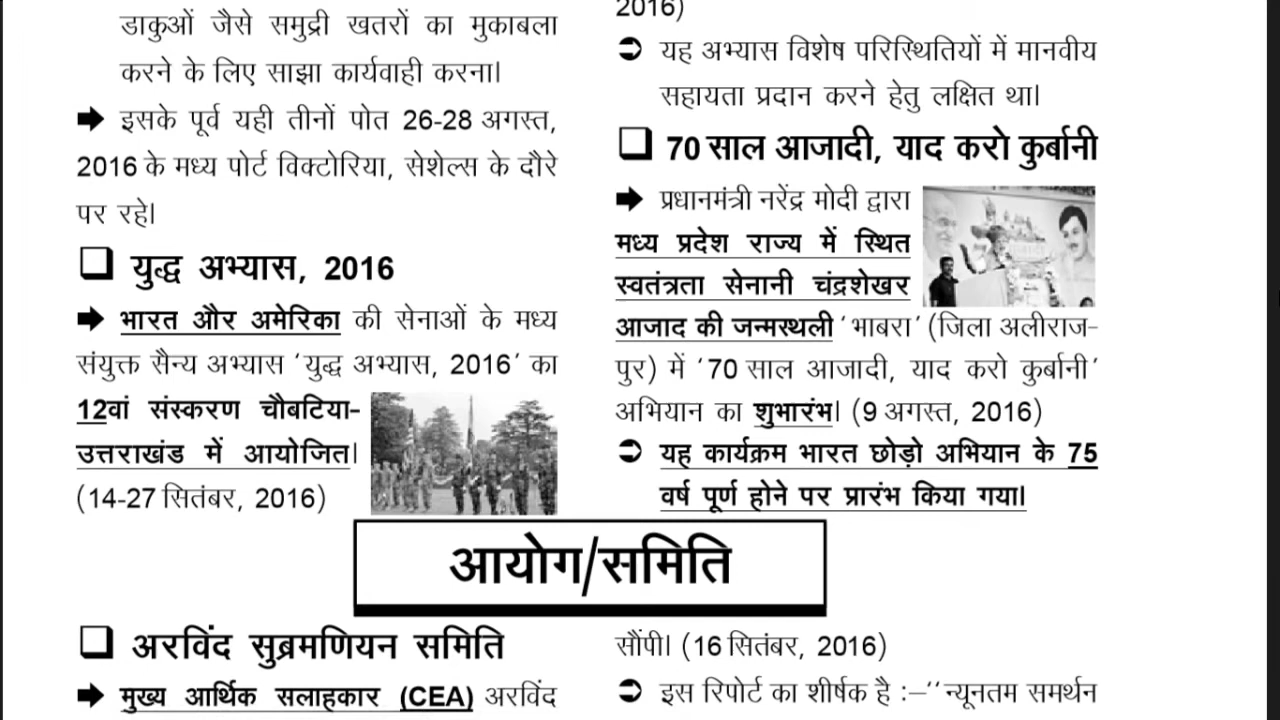 डाकुओं जैसे समुद्री खतरों का मुकाबला
करने के लिए साझा कार्यवाही करना।
➡ इसके पूर्व यही तीनों पोत 26-28 अगस्त,
2016 के मध्य पोर्ट विक्टोरिया, सेशेल्स के दौरे
पर रहे।
❑ युद्ध अभ्यास, 2016
➡ भारत और अमेरिका की सेनाओं के मध्य
संयुक्त सैन्य अभ्यास ‘युद्ध अभ्यास, 2016’ का
12वां संस्करण चौबटिया-
उत्तराखंड में आयोजित।
(14-27 सितंबर, 2016)
2016)
➲ यह अभ्यास विशेष परिस्थितियों में मानवीय
सहायता प्रदान करने हेतु लक्षित था।
❑ 70 साल आजादी, याद करो कुर्बानी
➡ प्रधानमंत्री नरेंद्र मोदी द्वारा
मध्य प्रदेश राज्य में स्थित
स्वतंत्रता सेनानी चंद्रशेखर
आजाद की जन्मस्थली ‘भाबरा’ (जिला अलीराज-
पुर) में ‘70 साल आजादी, याद करो कुर्बानी’
अभियान का शुभारंभ। (9 अगस्त, 2016)
➲ यह कार्यक्रम भारत छोड़ो अभियान के 75
वर्ष पूर्ण होने पर प्रारंभ किया गया।
आयोग/समिति
❑ अरविंद सुब्रमणियन समिति
➡ मुख्य आर्थिक सलाहकार (CEA) अरविंद
सौंपी। (16 सितंबर, 2016)
➲ इस रिपोर्ट का शीर्षक है :–‘‘न्यूनतम समर्थन